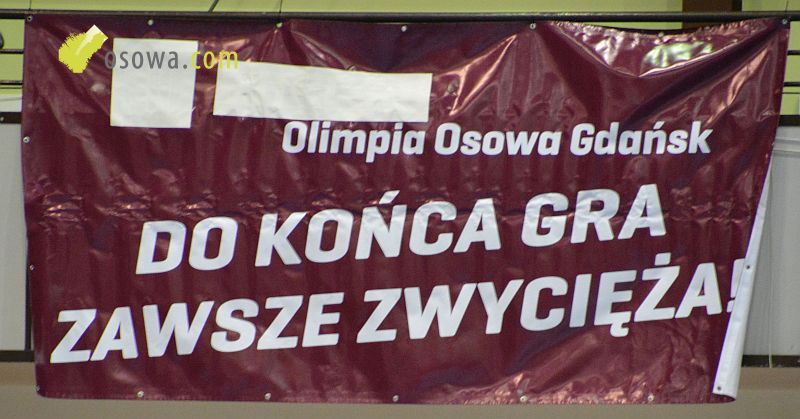 osowa.com
Olimpia Osowa Gdańsk
DO KOŃCA GRA
ZAWSZE ZWYCIĘŻA!